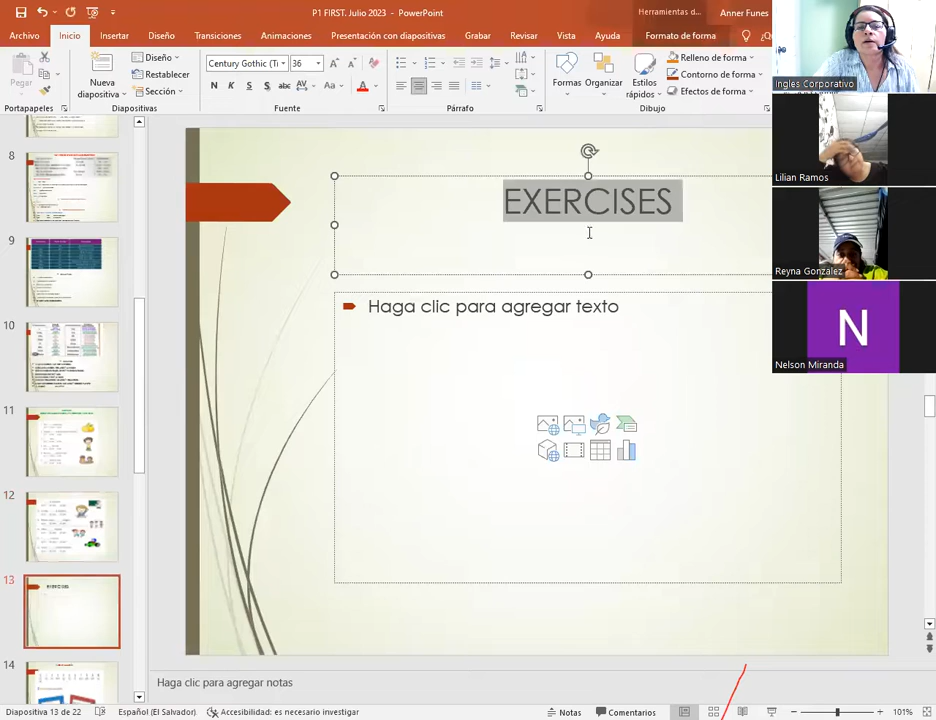 P1 FIRST. Julio 2023 - PowerPoint
Herramientas d...
Anner Funes
Archivo Inicio Insertar Diseño Transiciones Animaciones Presentación con diapositivas Grabar Revisar Vista Ayuda Formato de forma
Pegar
Nueva diapositiva
Diseño
Restablecer
Sección
Century Gothic (Tí 36
N K S S abc AV Aa A
Formas
Organizar
Estilos rápidos
Relleno de forma
Contorno de forma
Efectos de forma
Portapapeles Diapositivas Fuente Párrafo Dibujo
Ingles Corporativo
Lilian Ramos
Reyna Gonzalez
N
Nelson Miranda
8
9
10
11
12
13
EXERCISES
14
EXERCISES
Haga clic para agregar texto
Haga clic para agregar notas
Diapositiva 13 de 22 Español (El Salvador) Accesibilidad: es necesario investigar Notas Comentarios 101%